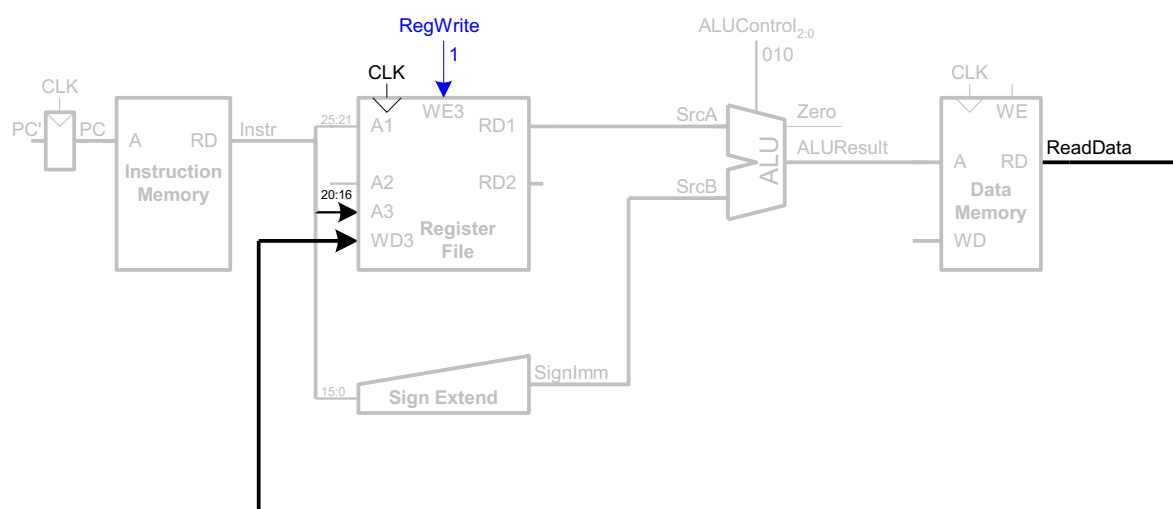 RegWrite
1
ALUControl2:0
010
CLK
CLK
CLK
PC'
PC
A
RD
Instr
Instruction
Memory
25:21
A1
WE3
RD1
A2
RD2
20:16
A3
WD3
Register
File
SrcA
SrcB
ALU
Zero
ALUResult
WE
A
RD
Data
Memory
WD
ReadData
15:0
Sign Extend
SignImm